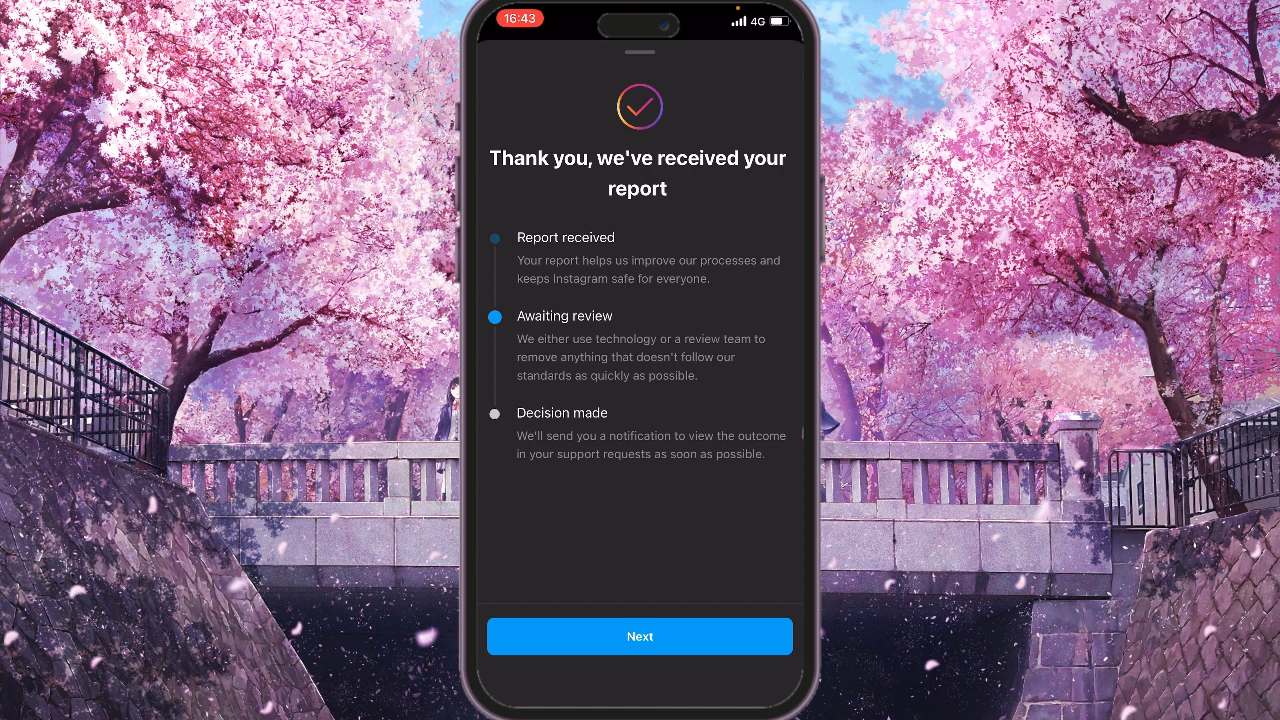 16:43
4G
Thank you, we've received your
report
Report received
Your report helps us improve our processes and
keeps Instagram safe for everyone.
Awaiting review
We either use technology or a review team to
remove anything that doesn't follow our
standards as quickly as possible.
Decision made
We'll send you a notification to view the outcome
in your support requests as soon as possible.
Next